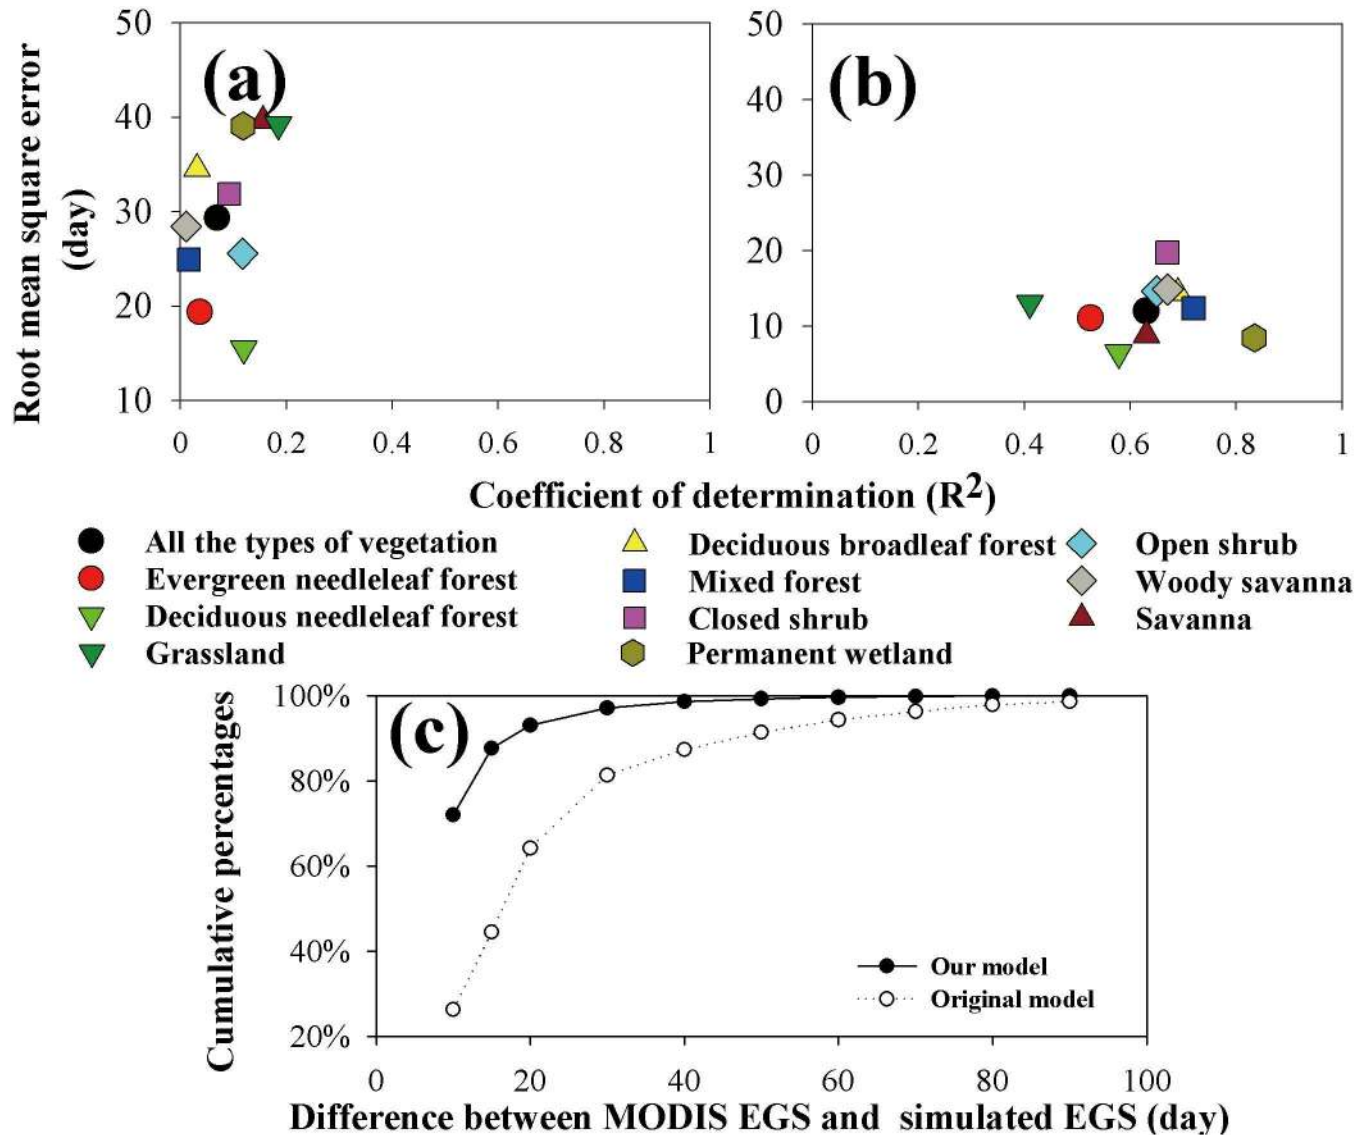 Root mean square error
(day)
50
40
30
20
10
(a)
0
0.2
0.4
0.6
0.8
1
50
40
30
20
10
0
(b)
0
0.2
0.4
0.6
0.8
1
Coefficient of determination (R²)
All the types of vegetation
Evergreen needleleaf forest
Deciduous needleleaf forest
Grassland
Deciduous broadleaf forest
Mixed forest
Closed shrub
Permanent wetland
Open shrub
Woody savanna
Savanna
Cumulative percentages
100%
80%
60%
40%
20%
(c)
Our model
Original model
0
20
40
60
80
100
Difference between MODIS EGS and simulated EGS (day)